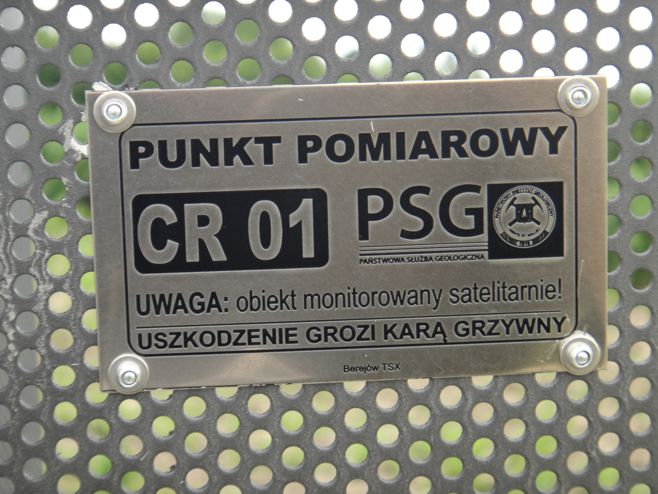 PUNKT POMIAROWY
CR 01
PSG
PAŃSTWOWA SŁUŻBA GEOLOGICZNA
UWAGA: obiekt monitorowany satelitarnie!
USZKODZENIE GROZI KARĄ GRZYWNY
Berejów TSX